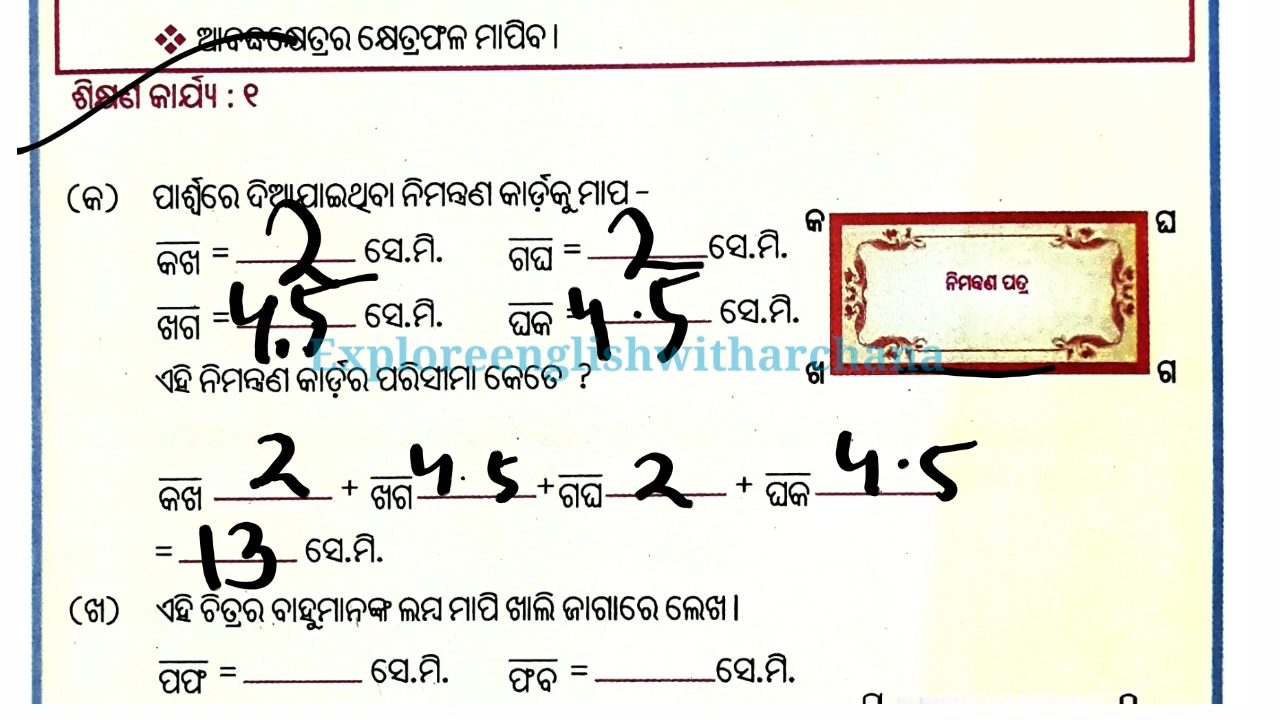 ❖ ଆବଦ୍ଧକ୍ଷେତ୍ରର କ୍ଷେତ୍ରଫଳ ମାପିବ।
ଶିକ୍ଷଣ କାର୍ଯ୍ୟ : ୧
(କ) ପାର୍ଶ୍ୱରେ ଦିଆଯାଇଥିବା ନିମନ୍ତ୍ରଣ କାର୍ଡ଼କୁ ମାପ –
କଖ = 2 ସେ.ମି. ଗଘ = 2 ସେ.ମି.
ଖଗ = 4.5 ସେ.ମି. ଘକ = 4.5 ସେ.ମି.
କ ଘ
ନିମନ୍ତ୍ରଣ ପତ୍ର
ଖ ଗ
Exploreenglishwitharchana
ଏହି ନିମନ୍ତ୍ରଣ କାର୍ଡ଼ର ପରିସୀମା କେତେ ?
କଖ 2 + ଖଗ 4.5 + ଗଘ 2 + ଘକ 4.5
= 13 ସେ.ମି.
(ଖ) ଏହି ଚିତ୍ରର ବାହୁମାନଙ୍କ ଲମ୍ବ ମାପି ଖାଲି ଜାଗାରେ ଲେଖ।
ପଫ = ______ ସେ.ମି. ଫବ = ______ ସେ.ମି.